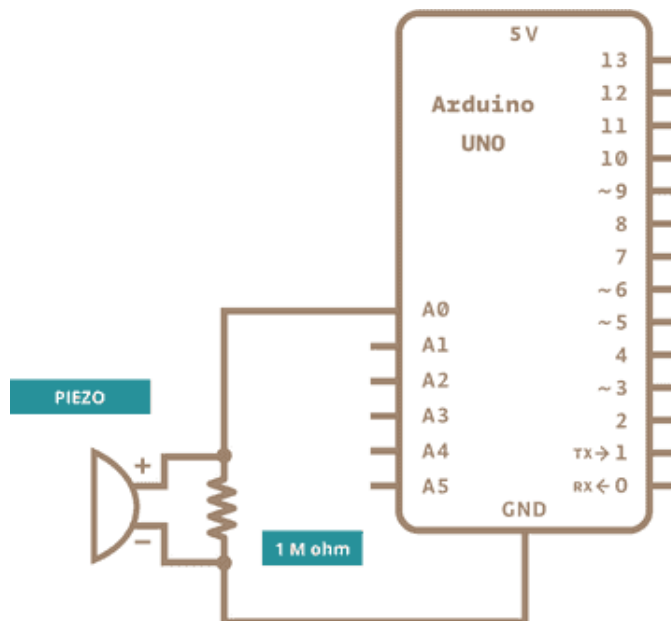 5V
Arduino
UNO
13
12
11
10
~9
8
7
~6
~5
4
~3
2
TX→1
RX←0
A0
A1
A2
A3
A4
A5
GND
PIEZO
+
−
1 M ohm